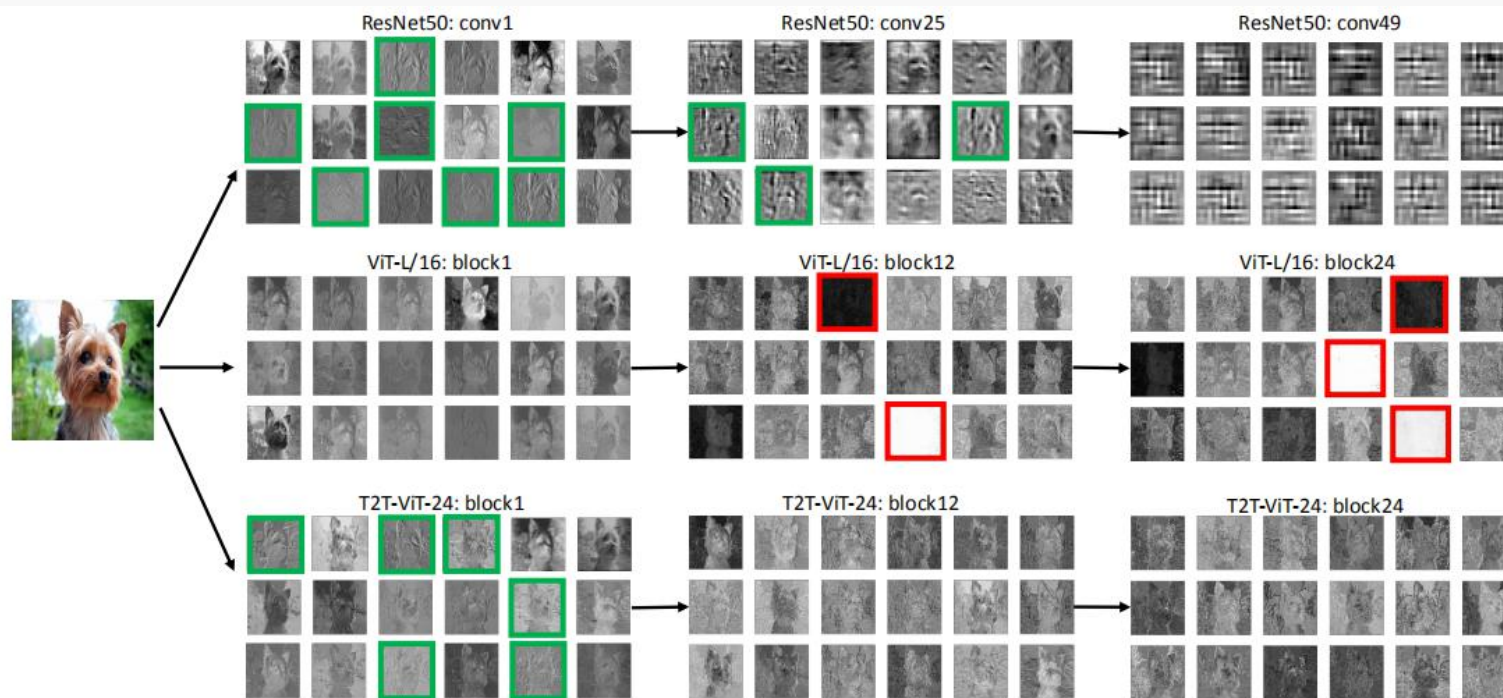 ResNet50: conv1
ResNet50: conv25
ResNet50: conv49
ViT-L/16: block1
ViT-L/16: block12
ViT-L/16: block24
T2T-ViT-24: block1
T2T-ViT-24: block12
T2T-ViT-24: block24